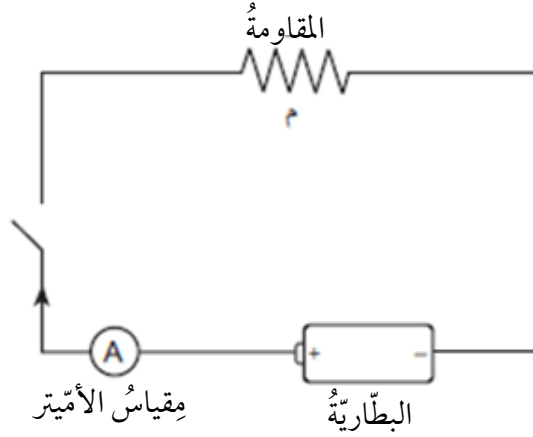 المقاومةُ
م
A
+ −
مِقياسُ الأمّيتر
البطّاريّةُ